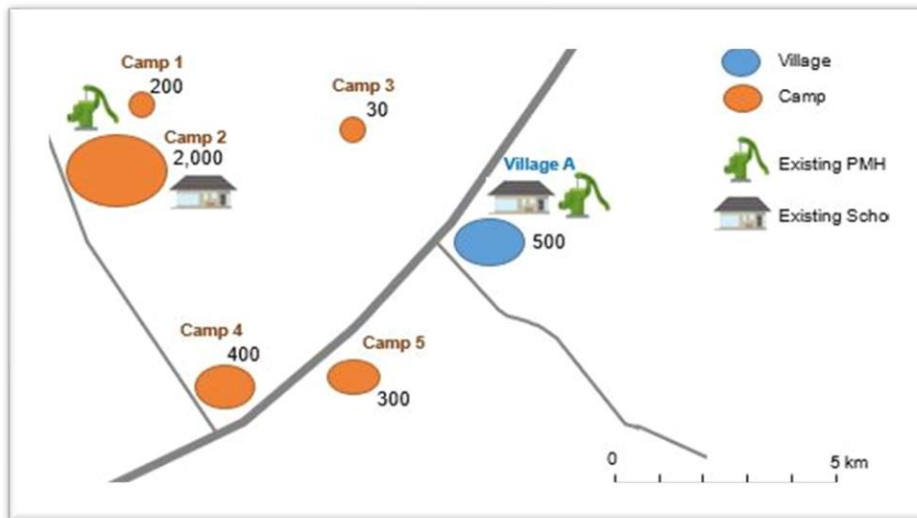 Camp 1
200
Camp 3
30
Camp 2
2,000
Village A
500
Camp 4
400
Camp 5
300
Village
Camp
Existing PMH
Existing Scho
0
5 km